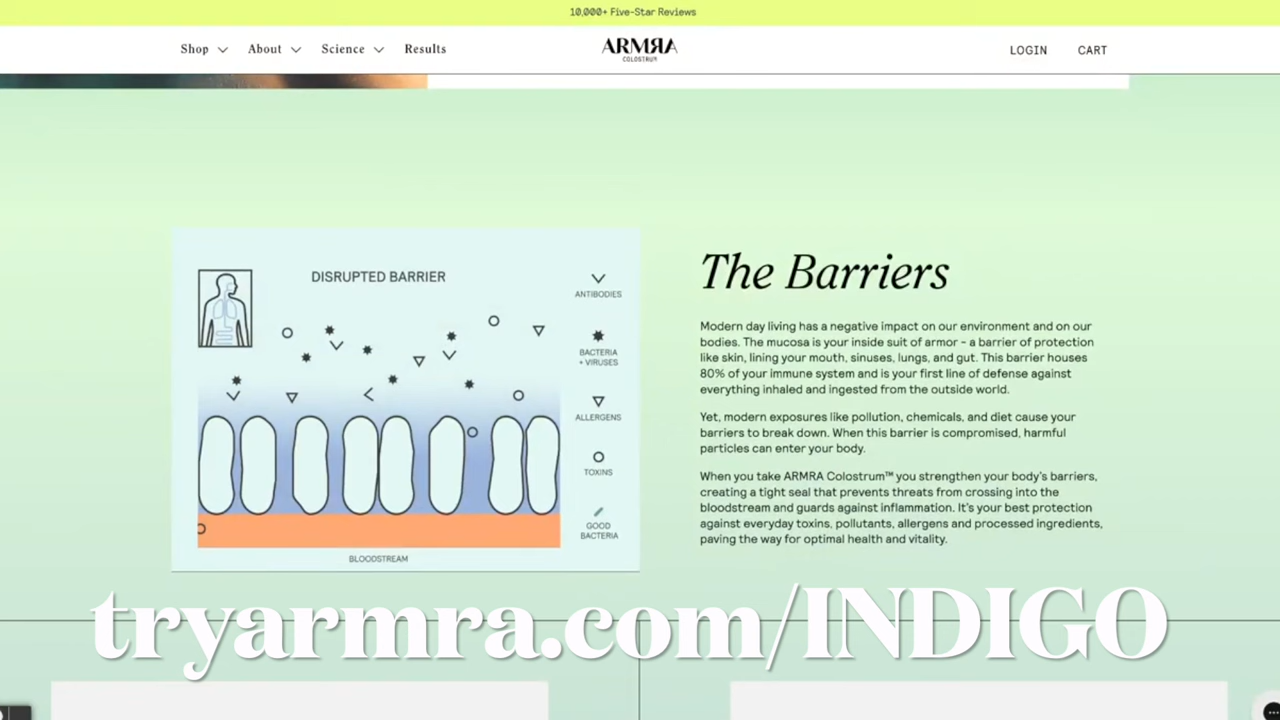 10,000+ Five-Star Reviews
Shop About Science Results
ARMRA
COLOSTRUM
LOGIN CART
DISRUPTED BARRIER
ANTIBODIES
BACTERIA
+ VIRUSES
ALLERGENS
TOXINS
GOOD
BACTERIA
BLOODSTREAM
The Barriers
Modern day living has a negative impact on our environment and on our
bodies. The mucosa is your inside suit of armor - a barrier of protection
like skin, lining your mouth, sinuses, lungs, and gut. This barrier houses
80% of your immune system and is your first line of defense against
everything inhaled and ingested from the outside world.
Yet, modern exposures like pollution, chemicals, and diet cause your
barriers to break down. When this barrier is compromised, harmful
particles can enter your body.
When you take ARMRA Colostrum™ you strengthen your body's barriers,
creating a tight seal that prevents threats from crossing into the
bloodstream and guards against inflammation. It's your best protection
against everyday toxins, pollutants, allergens and processed ingredients,
paving the way for optimal health and vitality.
tryarmra.com/INDIGO